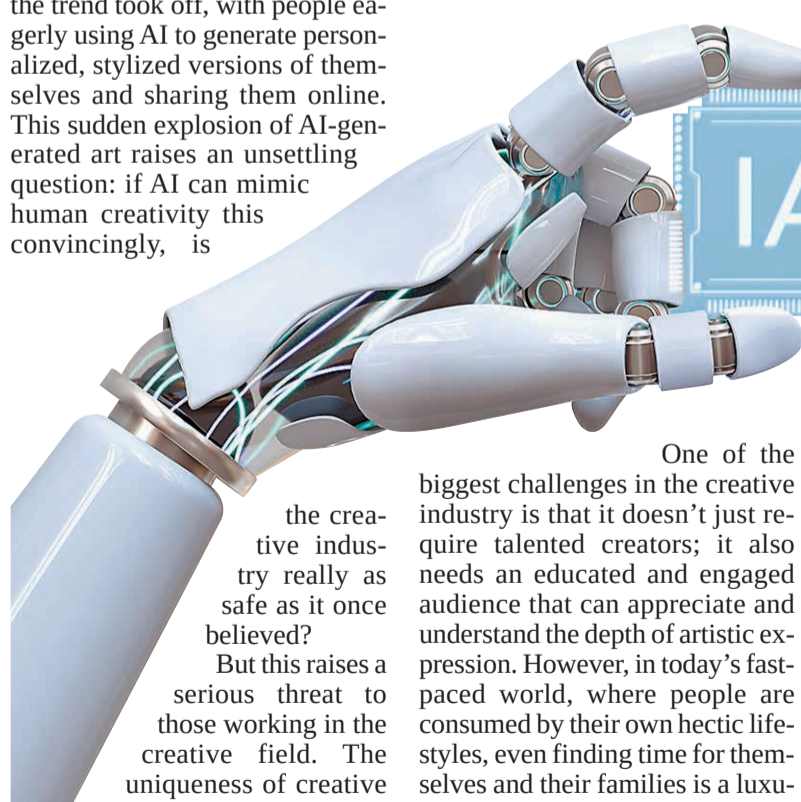 the trend took off, with people ea-
gerly using AI to generate person-
alized, stylized versions of them-
selves and sharing them online.
This sudden explosion of AI-gen-
erated art raises an unsettling
question: if AI can mimic
human creativity this
convincingly, is
the crea-
tive indus-
try really as
safe as it once
believed?
But this raises a
serious threat to
those working in the
creative field. The
uniqueness of creative
IA
One of the
biggest challenges in the creative
industry is that it doesn’t just re-
quire talented creators; it also
needs an educated and engaged
audience that can appreciate and
understand the depth of artistic ex-
pression. However, in today’s fast-
paced world, where people are
consumed by their own hectic life-
styles, even finding time for them-
selves and their families is a luxu-